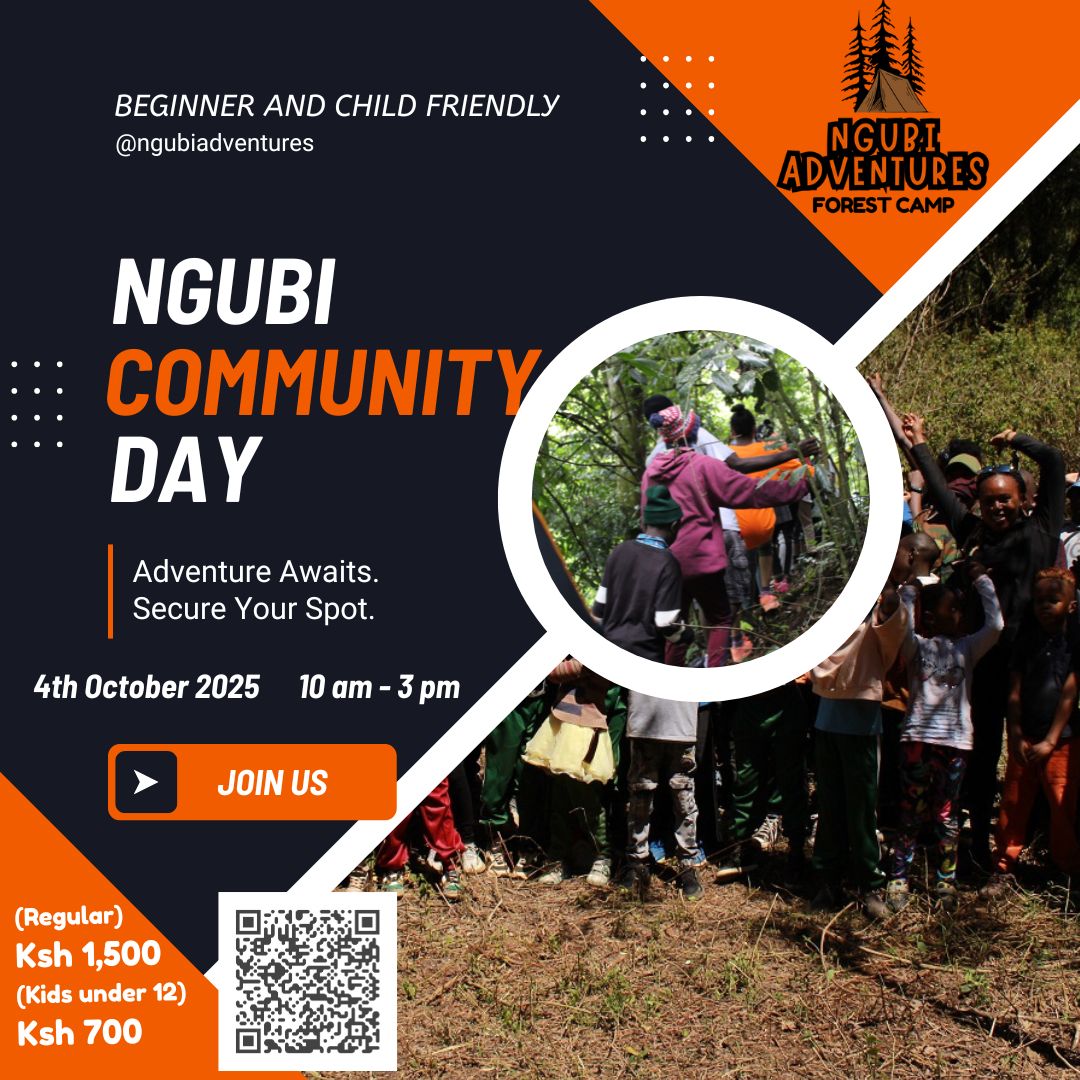 BEGINNER AND CHILD FRIENDLY
@ngubiadventures
NGUBI
ADVENTURES
FOREST CAMP
NGUBI
COMMUNITY
DAY
Adventure Awaits.
Secure Your Spot.
4th October 2025 10 am - 3 pm
JOIN US
(Regular)
Ksh 1,500
(Kids under 12)
Ksh 700